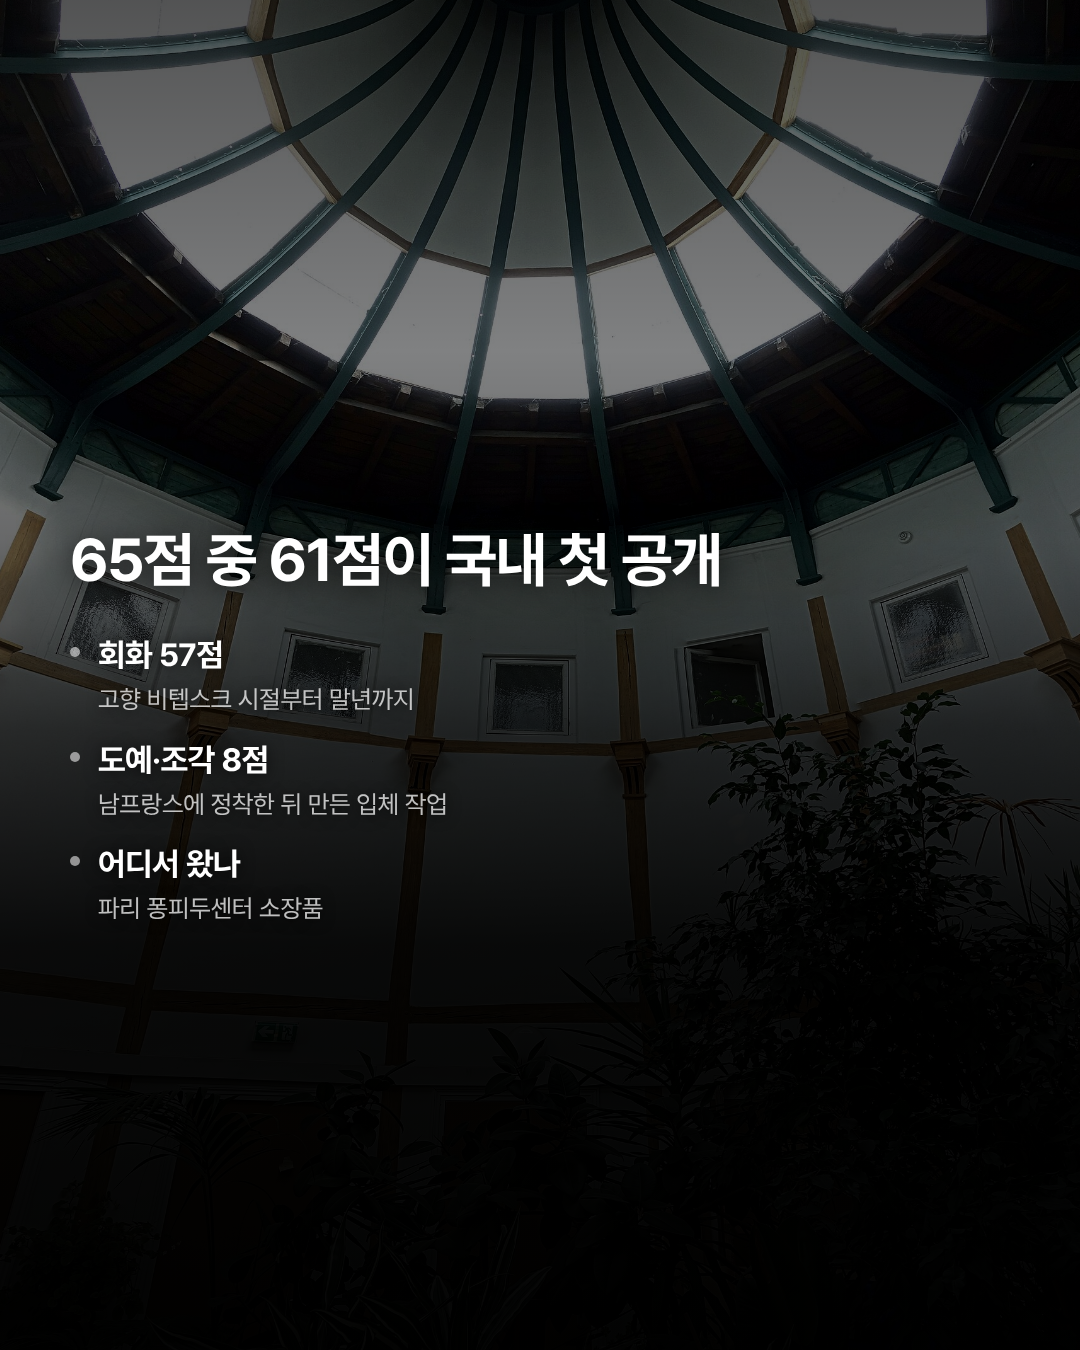 65점 중 61점이 국내 첫 공개
회화 57점
고향 비텝스크 시절부터 말년까지
도예·조각 8점
남프랑스에 정착한 뒤 만든 입체 작업
어디서 왔나
파리 퐁피두센터 소장품